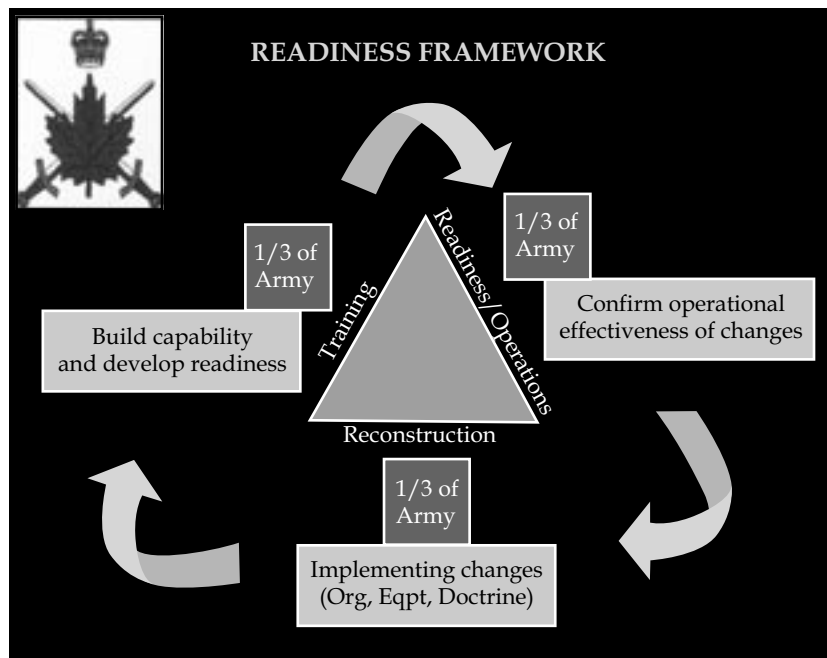 READINESS FRAMEWORK
1/3 of
Army
Build capability
and develop readiness
Training
Readiness/Operations
1/3 of
Army
Confirm operational
effectiveness of changes
Reconstruction
1/3 of
Army
Implementing changes
(Org, Eqpt, Doctrine)